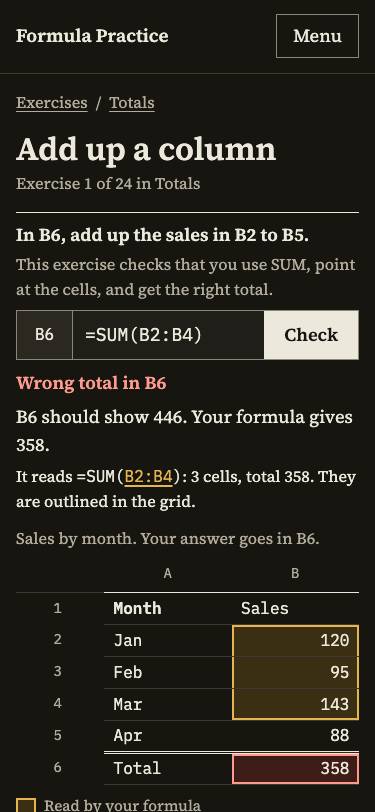 Formula Practice
Menu
Exercises / Totals
Add up a column
Exercise 1 of 24 in Totals
In B6, add up the sales in B2 to B5.
This exercise checks that you use SUM, point
at the cells, and get the right total.
B6 =SUM(B2:B4) Check
Wrong total in B6
B6 should show 446. Your formula gives
358.
It reads =SUM(B2:B4): 3 cells, total 358. They
are outlined in the grid.
Sales by month. Your answer goes in B6.
A B
1 Month Sales
2 Jan 120
3 Feb 95
4 Mar 143
5 Apr 88
6 Total 358
Read by your formula